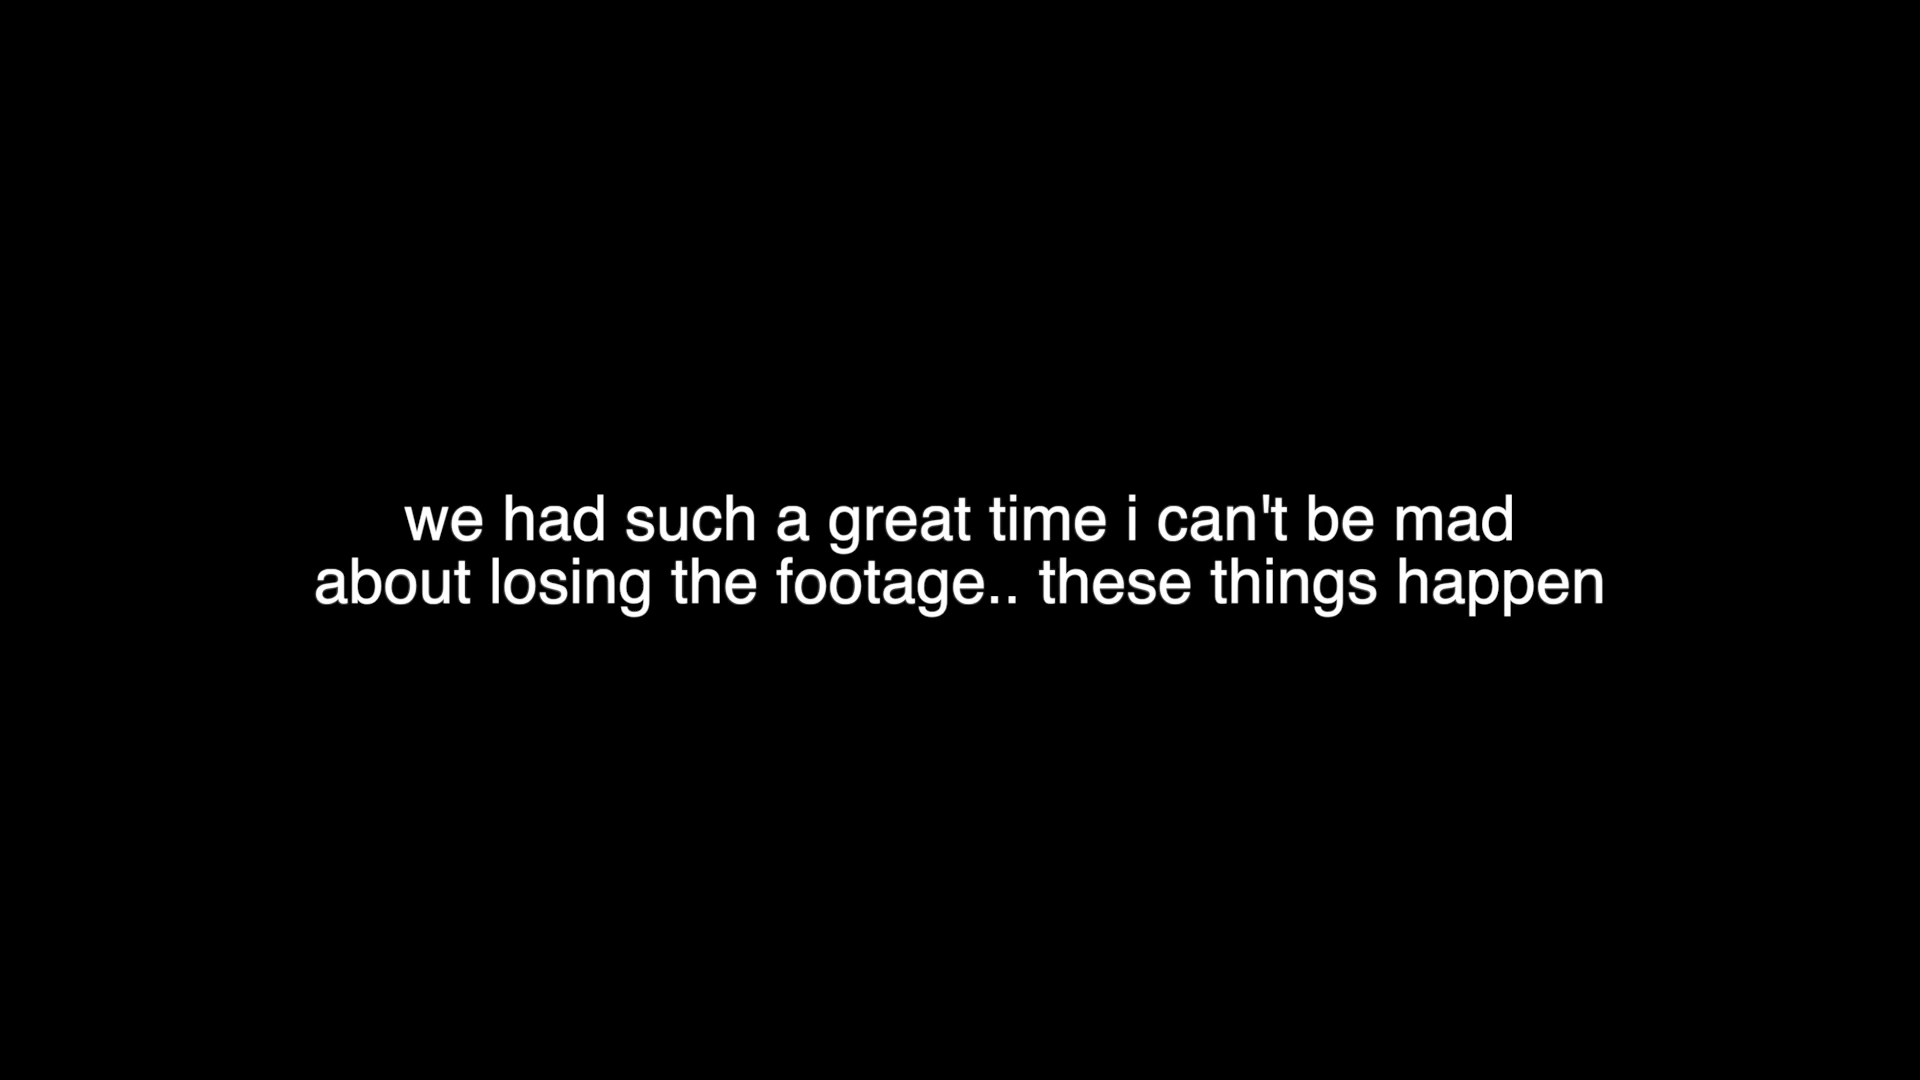 we had such a great time i can't be mad
about losing the footage.. these things happen